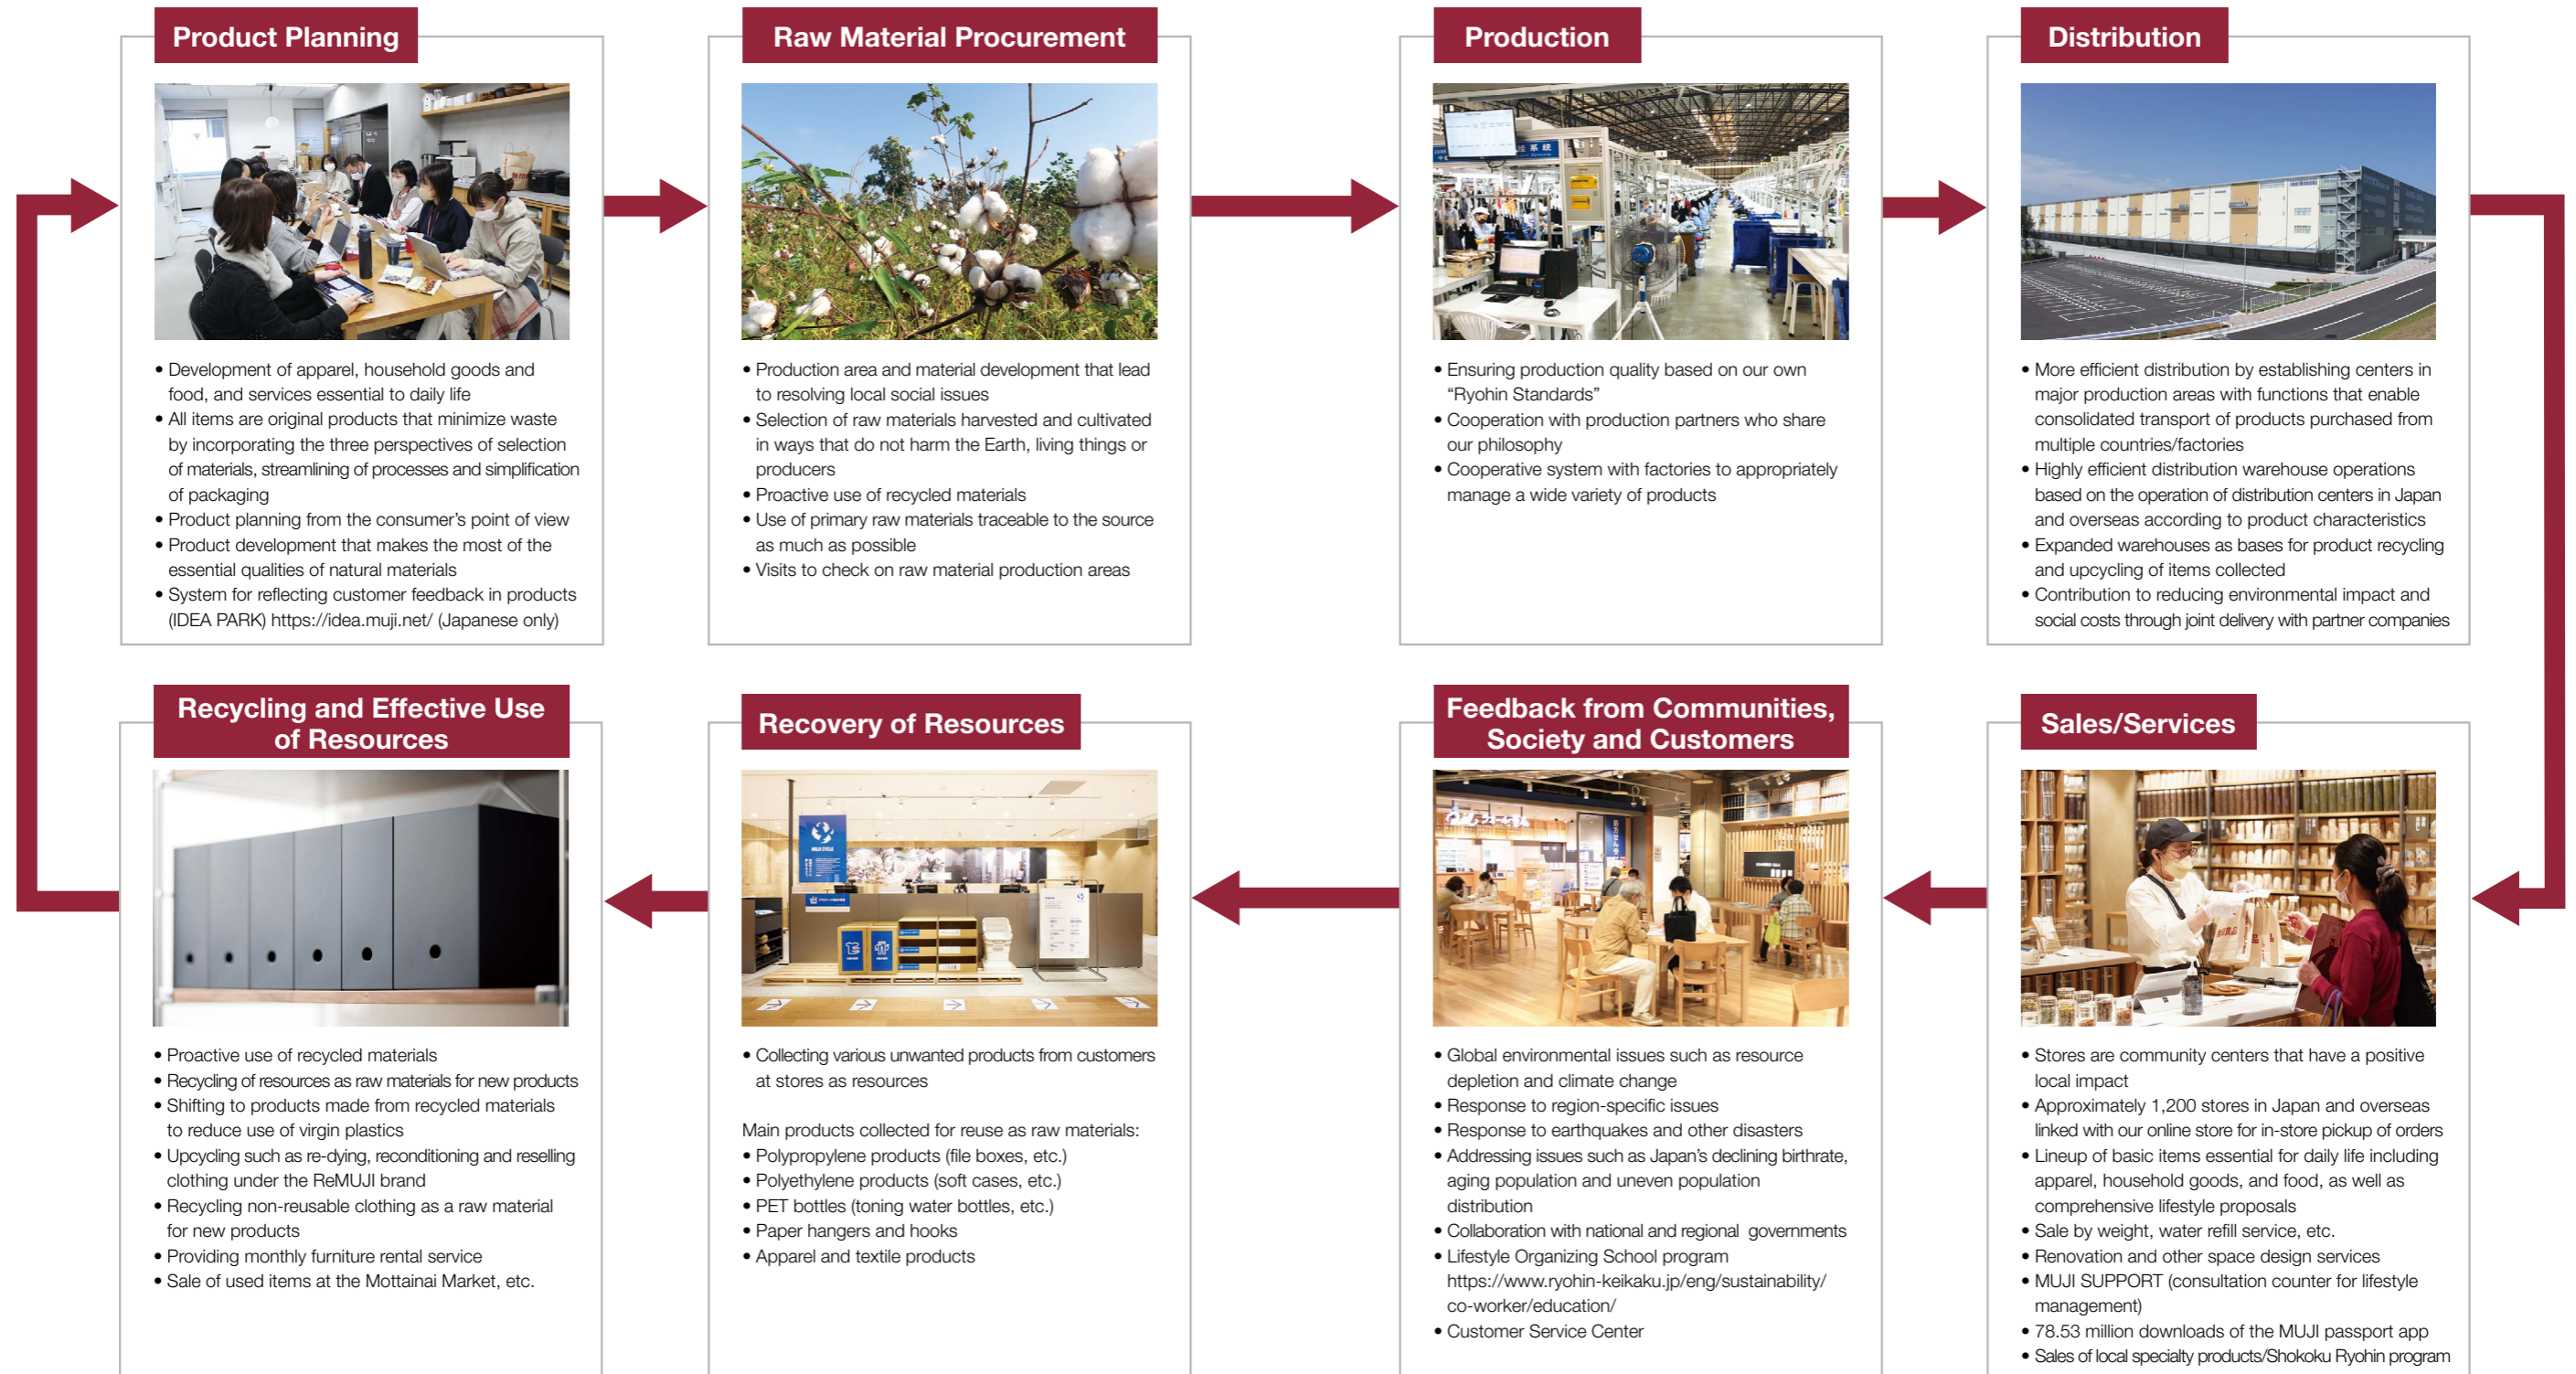 Product Planning
• Development of apparel, household goods and
food, and services essential to daily life
• All items are original products that minimize waste
by incorporating the three perspectives of selection
of materials, streamlining of processes and simplification
of packaging
• Product planning from the consumer's point of view
• Product development that makes the most of the
essential qualities of natural materials
• System for reflecting customer feedback in products
(IDEA PARK) https://idea.muji.net/ (Japanese only)
Raw Material Procurement
• Production area and material development that lead
to resolving local social issues
• Selection of raw materials harvested and cultivated
in ways that do not harm the Earth, living things or
producers
• Proactive use of recycled materials
• Use of primary raw materials traceable to the source
as much as possible
• Visits to check on raw material production areas
Production
• Ensuring production quality based on our own
“Ryohin Standards”
• Cooperation with production partners who share
our philosophy
• Cooperative system with factories to appropriately
manage a wide variety of products
Distribution
• More efficient distribution by establishing centers in
major production areas with functions that enable
consolidated transport of products purchased from
multiple countries/factories
• Highly efficient distribution warehouse operations
based on the operation of distribution centers in Japan
and overseas according to product characteristics
• Expanded warehouses as bases for product recycling
and upcycling of items collected
• Contribution to reducing environmental impact and
social costs through joint delivery with partner companies
Sales/Services
• Stores are community centers that have a positive
local impact
• Approximately 1,200 stores in Japan and overseas
linked with our online store for in-store pickup of orders
• Lineup of basic items essential for daily life including
apparel, household goods, and food, as well as
comprehensive lifestyle proposals
• Sale by weight, water refill service, etc.
• Renovation and other space design services
• MUJI SUPPORT (consultation counter for lifestyle
management)
• 78.53 million downloads of the MUJI passport app
• Sales of local specialty products/Shokoku Ryohin program
Feedback from Communities,
Society and Customers
• Global environmental issues such as resource
depletion and climate change
• Response to region-specific issues
• Response to earthquakes and other disasters
• Addressing issues such as Japan's declining birthrate,
aging population and uneven population
distribution
• Collaboration with national and regional governments
• Lifestyle Organizing School program
https://www.ryohin-keikaku.jp/eng/sustainability/
co-worker/education/
• Customer Service Center
Recovery of Resources
MUJI CYCLE
• Collecting various unwanted products from customers
at stores as resources
Main products collected for reuse as raw materials:
• Polypropylene products (file boxes, etc.)
• Polyethylene products (soft cases, etc.)
• PET bottles (toning water bottles, etc.)
• Paper hangers and hooks
• Apparel and textile products
Recycling and Effective Use
of Resources
• Proactive use of recycled materials
• Recycling of resources as raw materials for new products
• Shifting to products made from recycled materials
to reduce use of virgin plastics
• Upcycling such as re-dying, reconditioning and reselling
clothing under the ReMUJI brand
• Recycling non-reusable clothing as a raw material
for new products
• Providing monthly furniture rental service
• Sale of used items at the Mottainai Market, etc.